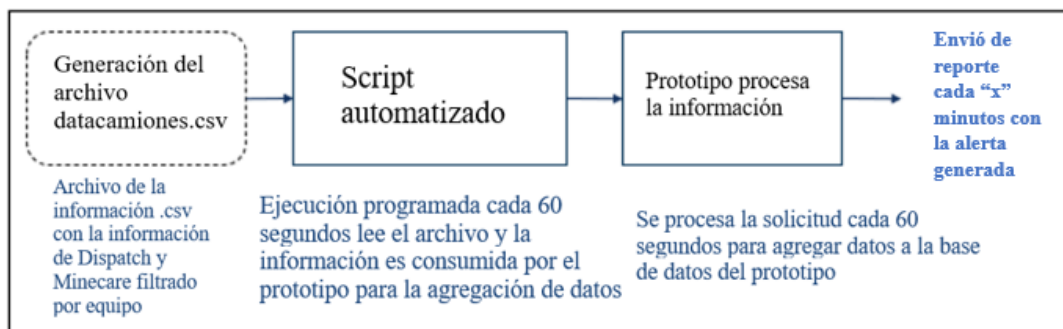 Generación del
archivo
datacamiones.csv
Archivo de la
información .csv
con la información
de Dispatch y
Minecare filtrado
por equipo
Script
automatizado
Ejecución programada cada 60
segundos lee el archivo y la
información es consumida por el
prototipo para la agregación de datos
Prototipo procesa
la información
Se procesa la solicitud cada 60
segundos para agregar datos a la base
de datos del prototipo
Envió de
reporte
cada “x”
minutos con
la alerta
generada